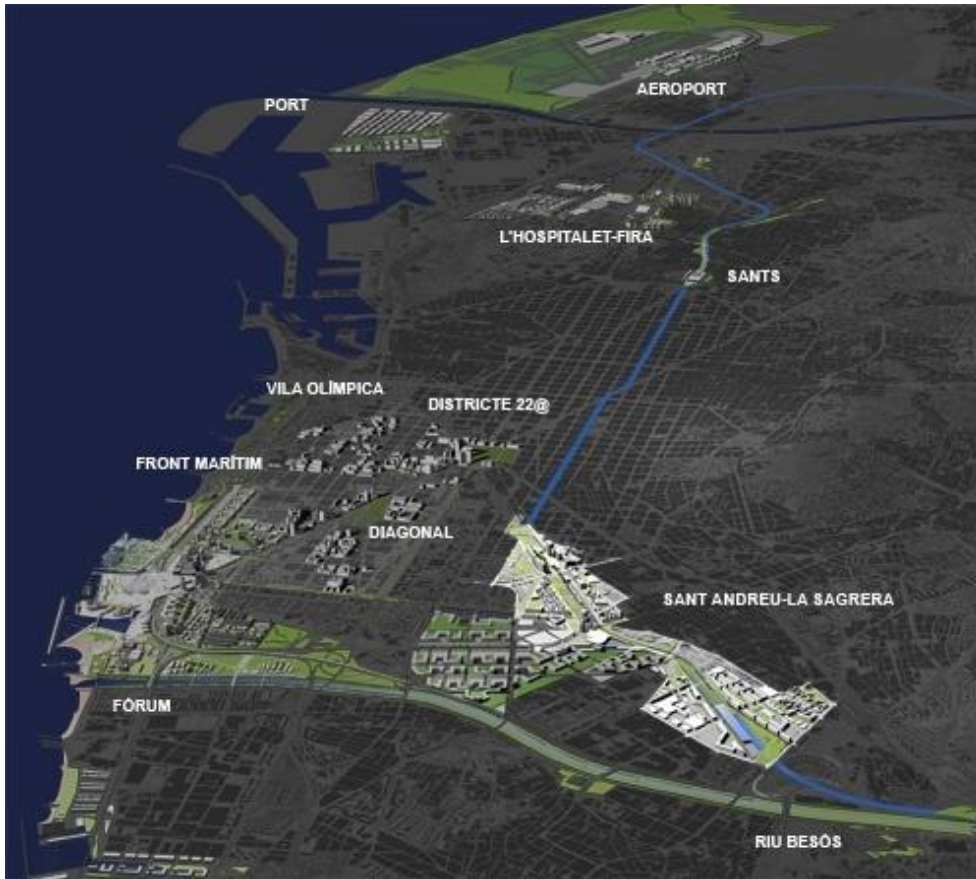 AEROPORT
PORT
L'HOSPITALET-FIRA
SANTS
VILA OLÍMPICA
DISTRICTE 22@
FRONT MARÍTIM
DIAGONAL
SANT ANDREU-LA SAGRERA
FÒRUM
RIU BESÒS